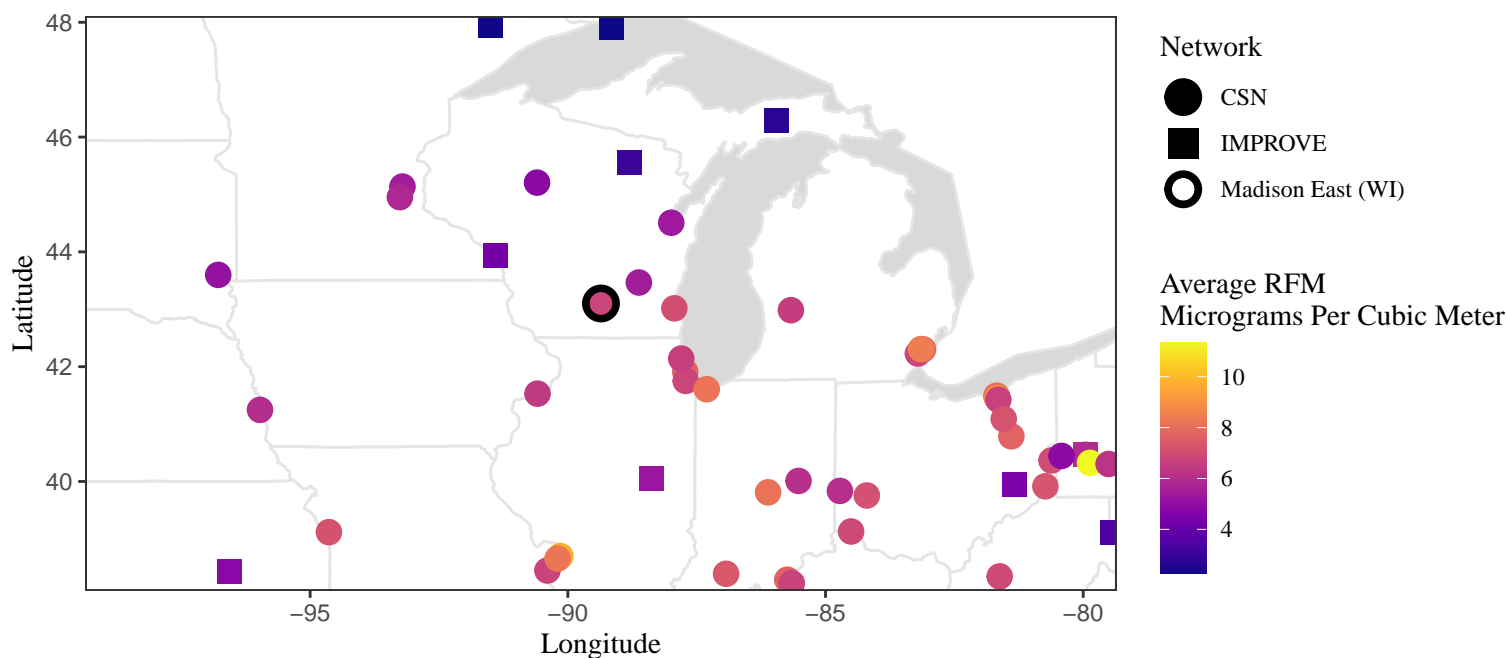 48
46
44
42
40
Latitude
−95
−90
−85
−80
Longitude
Network
CSN
IMPROVE
Madison East (WI)
Average RFM
Micrograms Per Cubic Meter
10
8
6
4